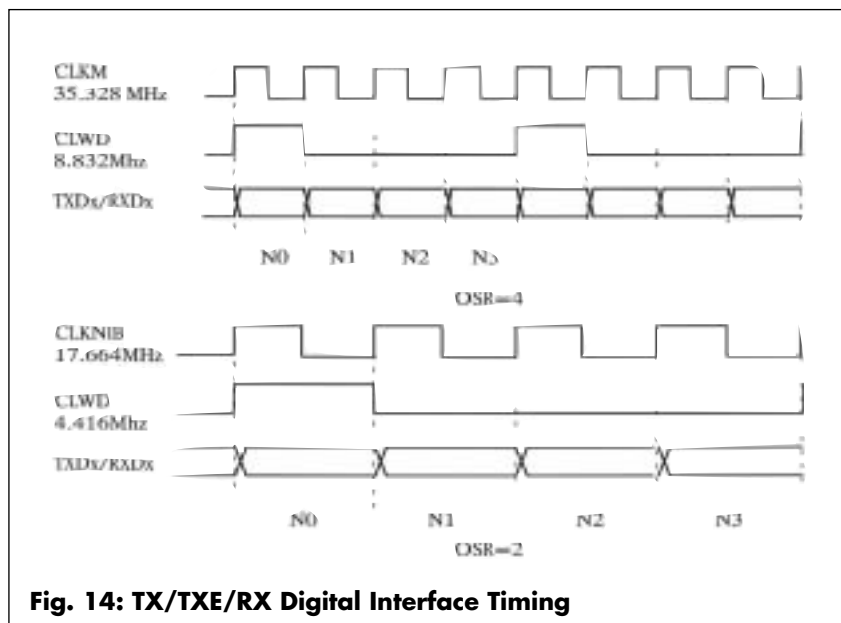 CLKM
35.328 MHz
CLWD
8.832Mhz
TXDx/RXDx
N0 N1 N2 N3
OSR=4
CLKNIB
17.664MHz
CLWD
4.416Mhz
TXDx/RXDx
N0 N1 N2 N3
OSR=2
Fig. 14: TX/TXE/RX Digital Interface Timing